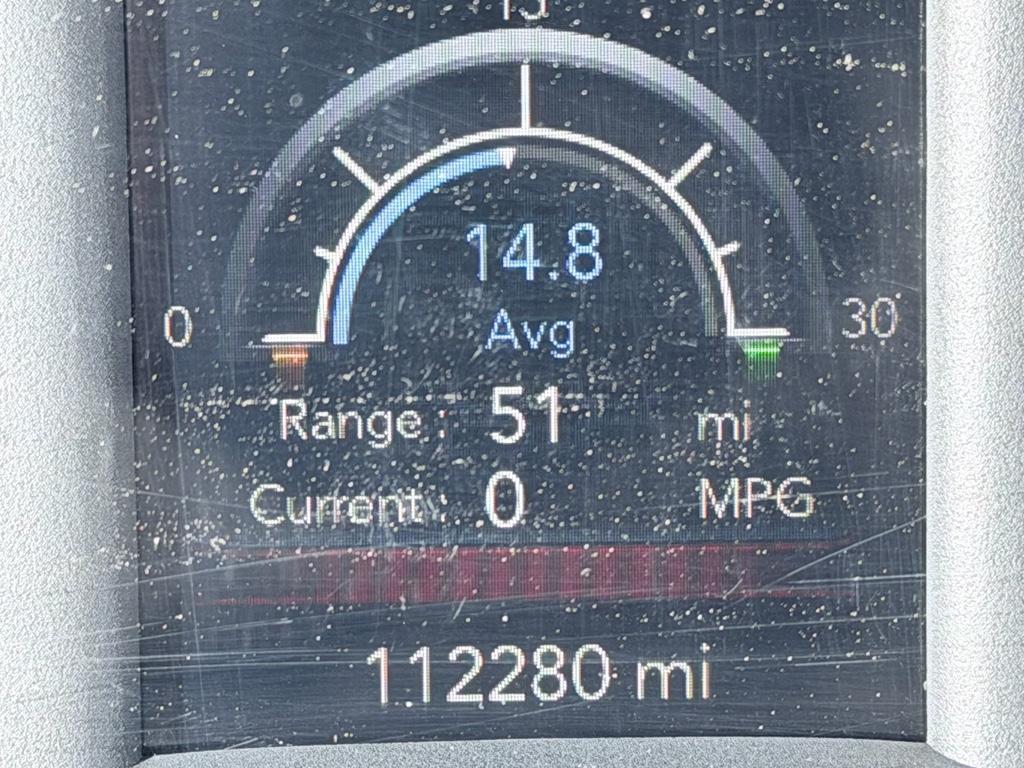 15
14.8
Avg
0
30
Range : 51 mi
Current : 0 MPG
112280 mi